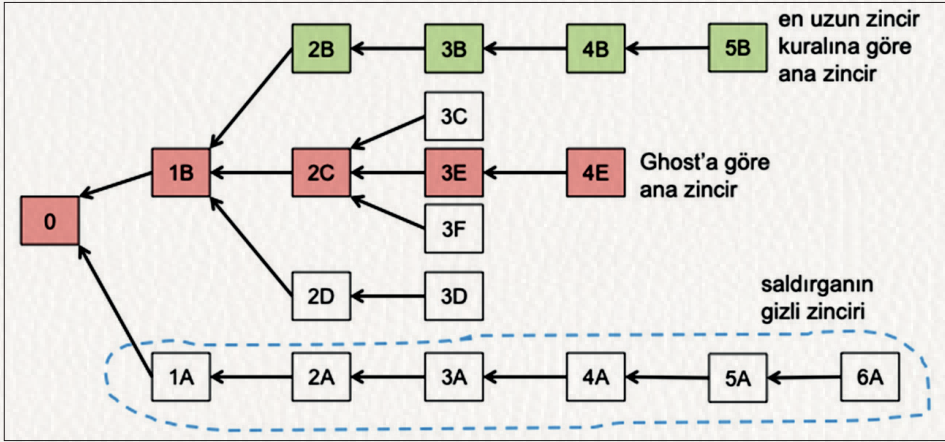 2B
3B
4B
5B
en uzun zincir
kuralına göre
ana zincir
3C
1B
2C
3E
4E
Ghost'a göre
ana zincir
0
3F
2D
3D
saldırganın
gizli zinciri
1A
2A
3A
4A
5A
6A